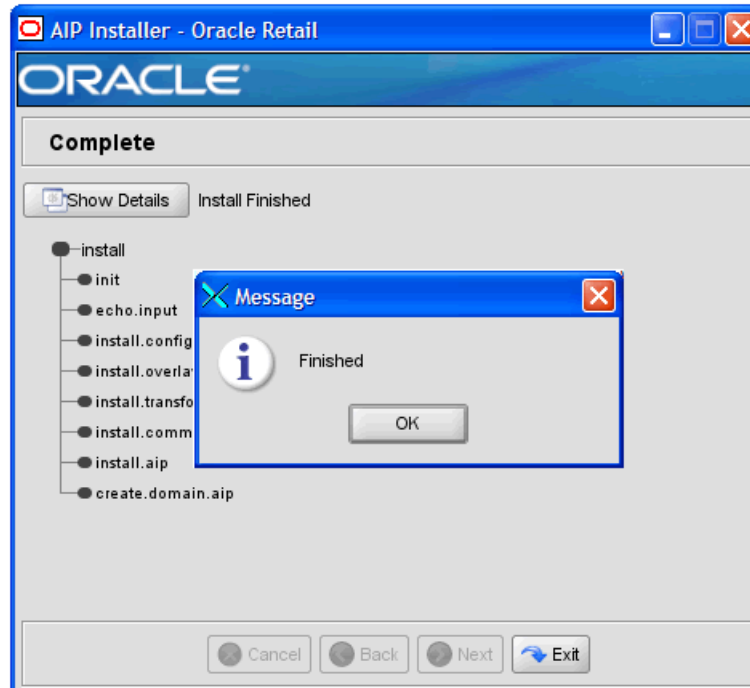 AIP Installer - Oracle Retail
ORACLE®
Complete
Show Details
Install Finished
install
init
echo.input
install.config
install.overla
install.transfo
install.comm
install.aip
create.domain.aip
Message
Finished
OK
Cancel
Back
Next
Exit